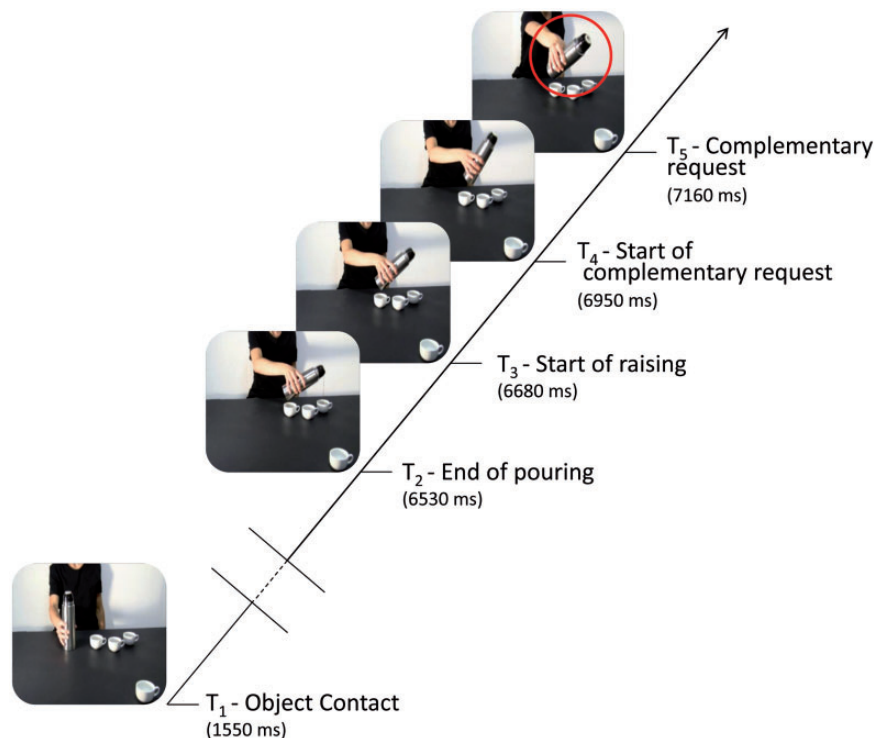 T5 - Complementary
request
(7160 ms)
T4 - Start of
complementary request
(6950 ms)
T3 - Start of raising
(6680 ms)
T2 - End of pouring
(6530 ms)
T1 - Object Contact
(1550 ms)